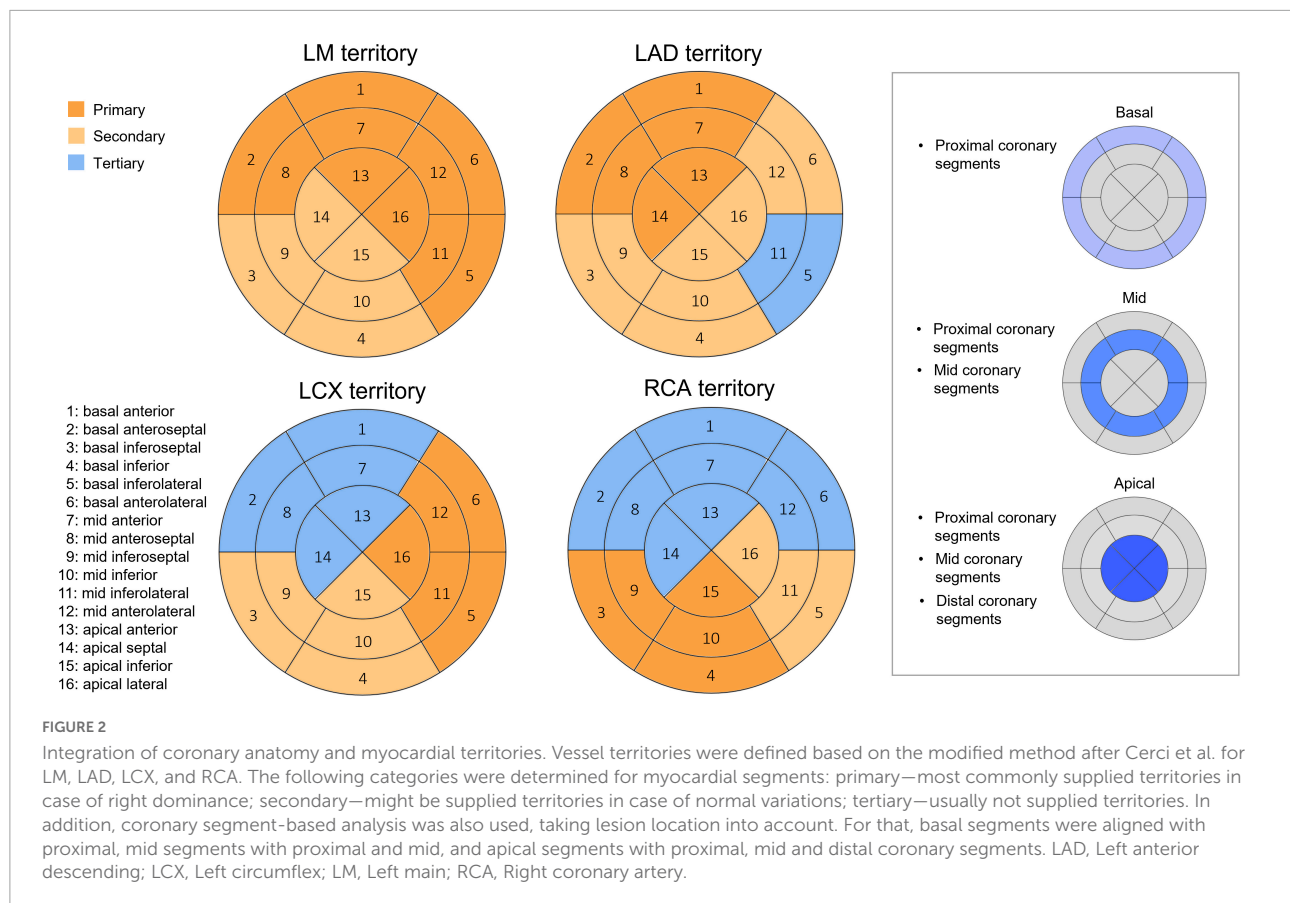 LM territory
LAD territory
Primary
Secondary
Tertiary
1
2
3
4
5
6
7
8
9
10
11
12
13
14
15
16
1
2
3
4
5
6
7
8
9
10
11
12
13
14
15
16
LCX territory
RCA territory
1: basal anterior
2: basal anteroseptal
3: basal inferoseptal
4: basal inferior
5: basal inferolateral
6: basal anterolateral
7: mid anterior
8: mid anteroseptal
9: mid inferoseptal
10: mid inferior
11: mid inferolateral
12: mid anterolateral
13: apical anterior
14: apical septal
15: apical inferior
16: apical lateral
1
2
3
4
5
6
7
8
9
10
11
12
13
14
15
16
1
2
3
4
5
6
7
8
9
10
11
12
13
14
15
16
Basal
• Proximal coronary
segments
Mid
• Proximal coronary
segments
• Mid coronary
segments
Apical
• Proximal coronary
segments
• Mid coronary
segments
• Distal coronary
segments
FIGURE 2
Integration of coronary anatomy and myocardial territories. Vessel territories were defined based on the modified method after Cerci et al. for
LM, LAD, LCX, and RCA. The following categories were determined for myocardial segments: primary—most commonly supplied territories in
case of right dominance; secondary—might be supplied territories in case of normal variations; tertiary—usually not supplied territories. In
addition, coronary segment-based analysis was also used, taking lesion location into account. For that, basal segments were aligned with
proximal, mid segments with proximal and mid, and apical segments with proximal, mid and distal coronary segments. LAD, Left anterior
descending; LCX, Left circumflex; LM, Left main; RCA, Right coronary artery.